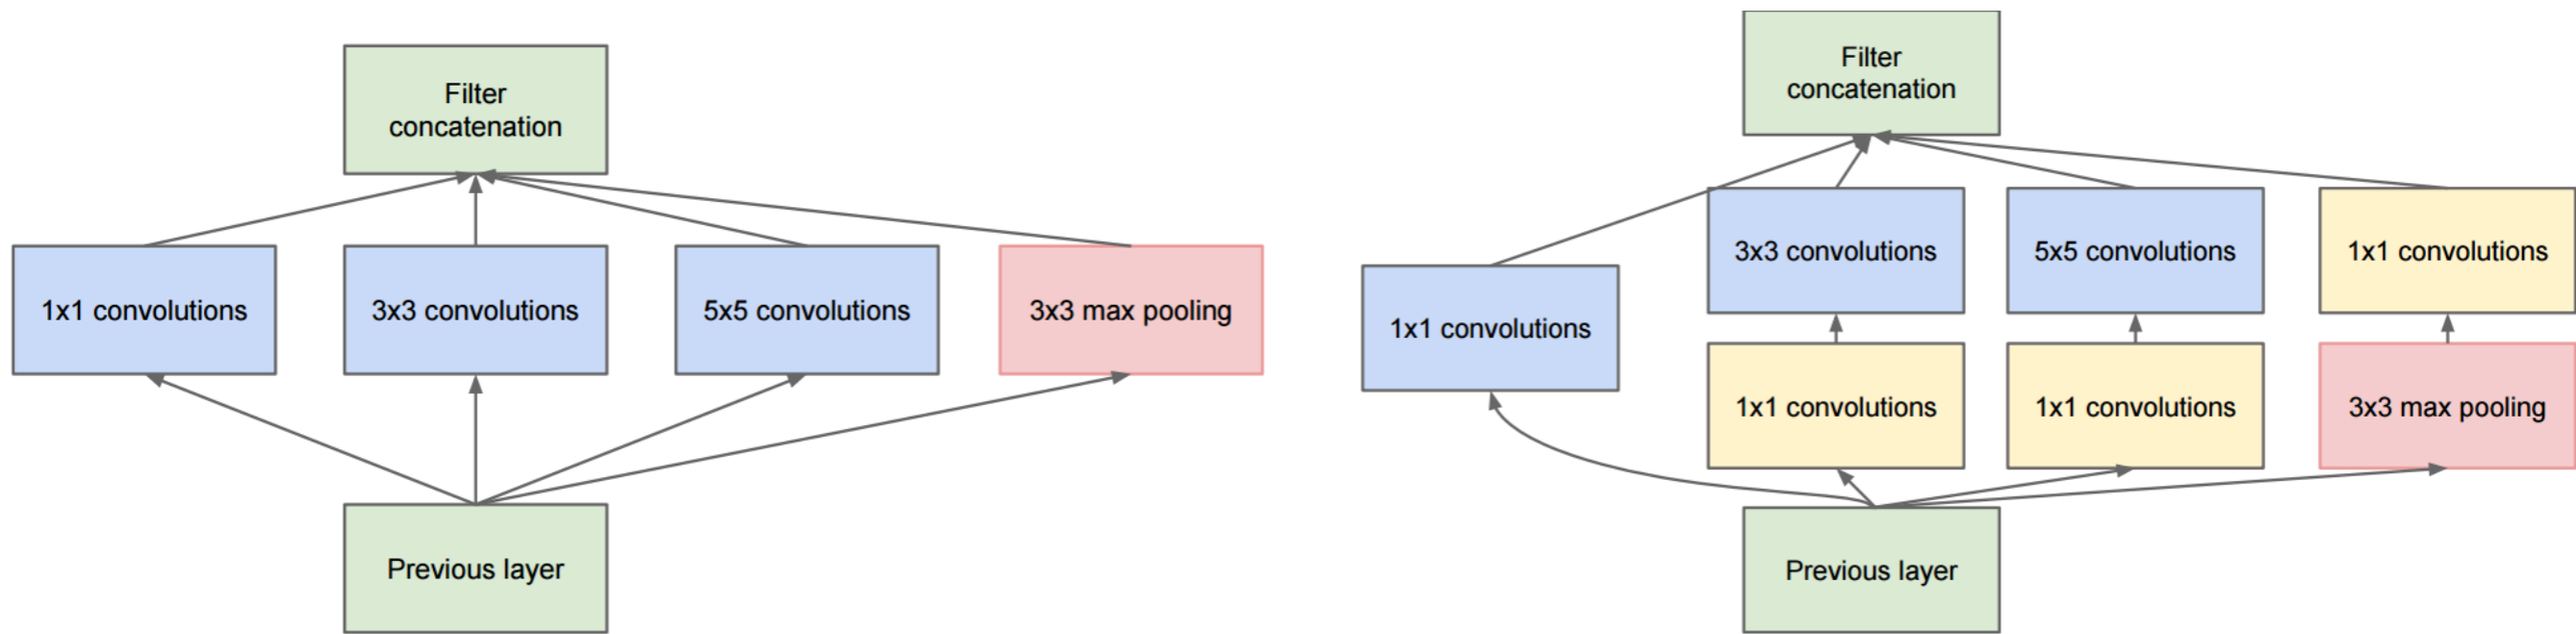 Filter
concatenation
1x1 convolutions
3x3 convolutions
5x5 convolutions
3x3 max pooling
Previous layer
Filter
concatenation
3x3 convolutions
5x5 convolutions
1x1 convolutions
1x1 convolutions
1x1 convolutions
1x1 convolutions
3x3 max pooling
Previous layer